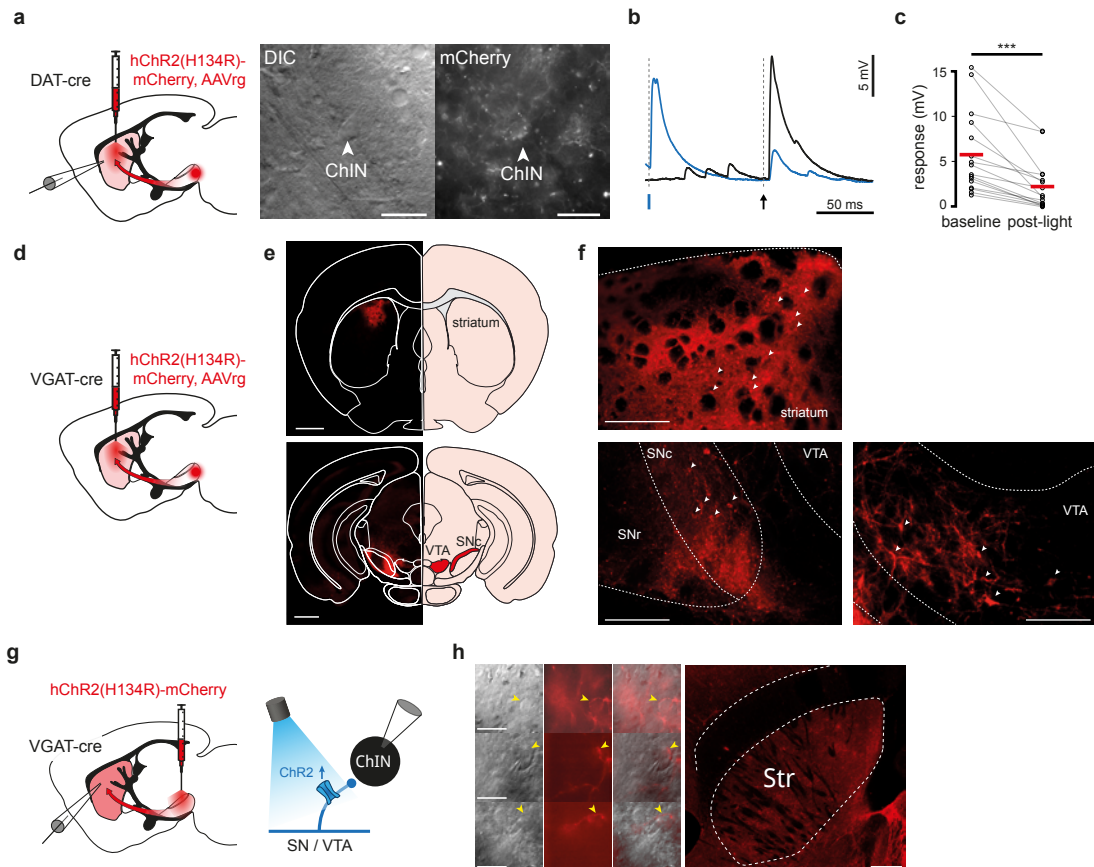 a
DAT-cre
hChR2(H134R)-
mCherry, AAVrg
DIC
ChIN
mCherry
ChIN
b
5 mV
50 ms
c
***
15
10
5
0
response (mV)
baseline
post-light
d
VGAT-cre
hChR2(H134R)-
mCherry, AAVrg
e
striatum
VTA
SNc
f
striatum
SNc
VTA
SNr
VTA
g
hChR2(H134R)-mCherry
VGAT-cre
ChR2
ChIN
SN / VTA
h
Str